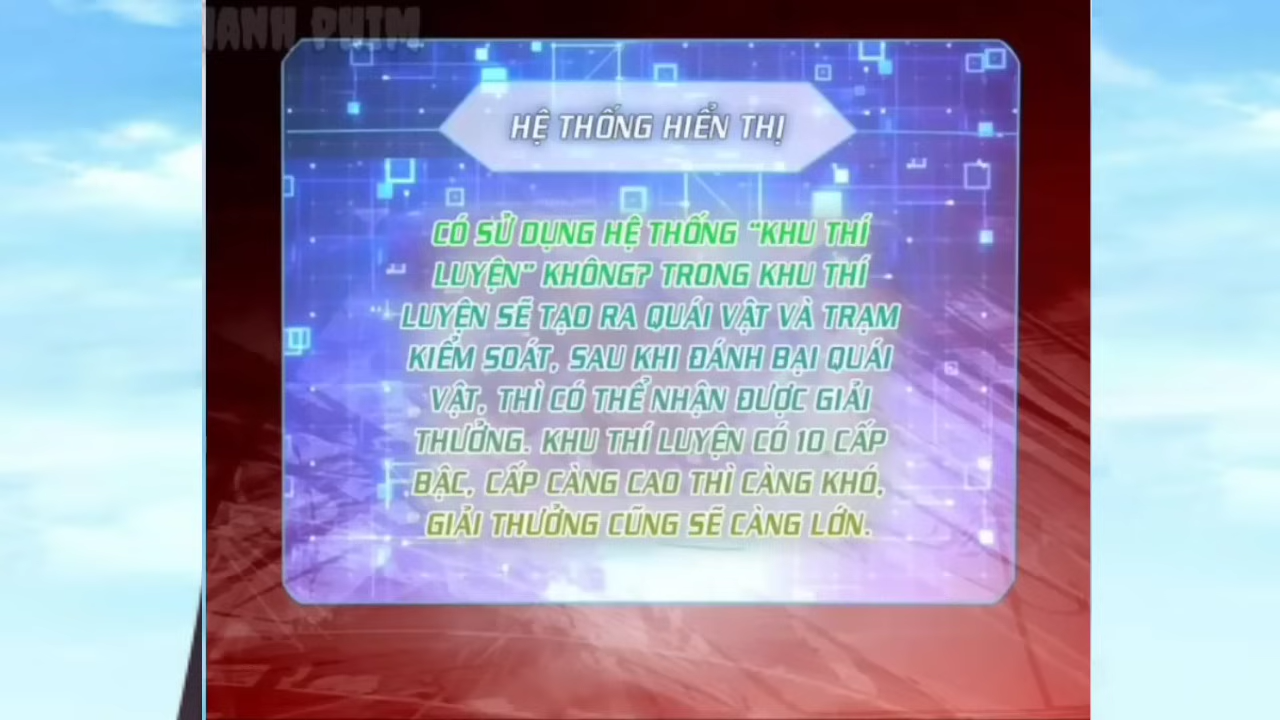 HANH PHIM
HỆ THỐNG HIỂN THỊ
CÓ SỬ DỤNG HỆ THỐNG "KHU THÍ
LUYỆN" KHÔNG? TRONG KHU THÍ
LUYỆN SẼ TẠO RA QUÁI VẬT VÀ TRẠM
KIỂM SOÁT, SAU KHI ĐÁNH BẠI QUÁI
VẬT, THÌ CÓ THỂ NHẬN ĐƯỢC GIẢI
THƯỞNG. KHU THÍ LUYỆN CÓ 10 CẤP
BẬC, CẤP CÀNG CAO THÌ CÀNG KHÓ,
GIẢI THƯỞNG CŨNG SẼ CÀNG LỚN.